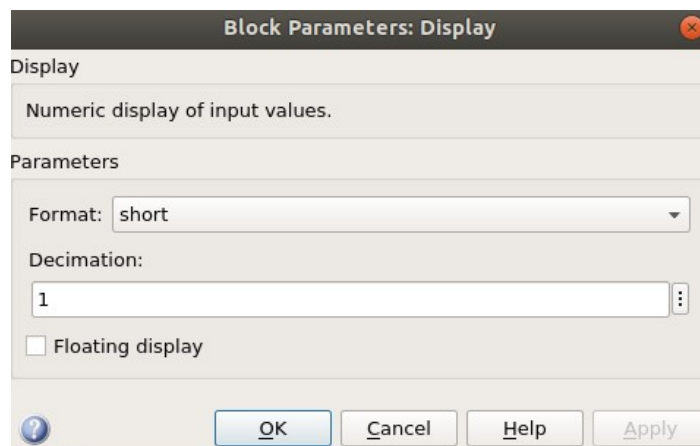 Block Parameters: Display
Display
Numeric display of input values.
Parameters
Format: short
Decimation:
1
Floating display
OK Cancel Help Apply